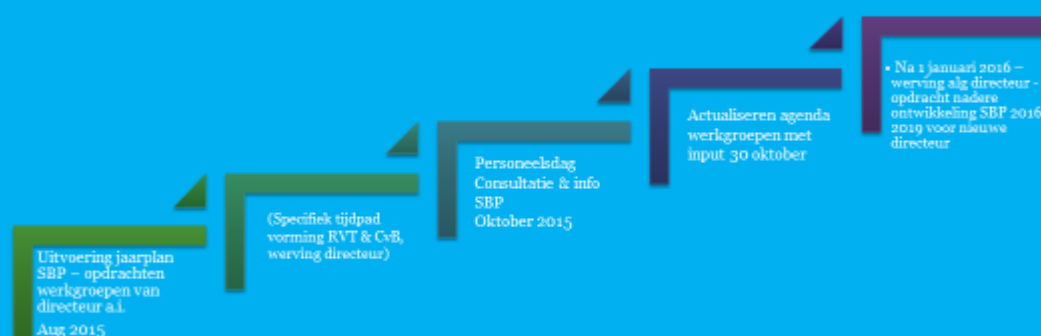 Uitvoering jaarplan
SBP – opdrachten
werkgroepen van
directeur a.i.
Aug 2015
(Specifiek tijdpad
vorming RVT & CvB,
werving directeur)
Personeelsdag
Consultatie & info
SBP
Oktober 2015
Actualiseren agenda
werkgroepen met
input 30 oktober
• Na 1 januari 2016 –
werving alg directeur -
opdracht nadere
ontwikkeling SBP 2016
2019 voor nieuwe
directeur